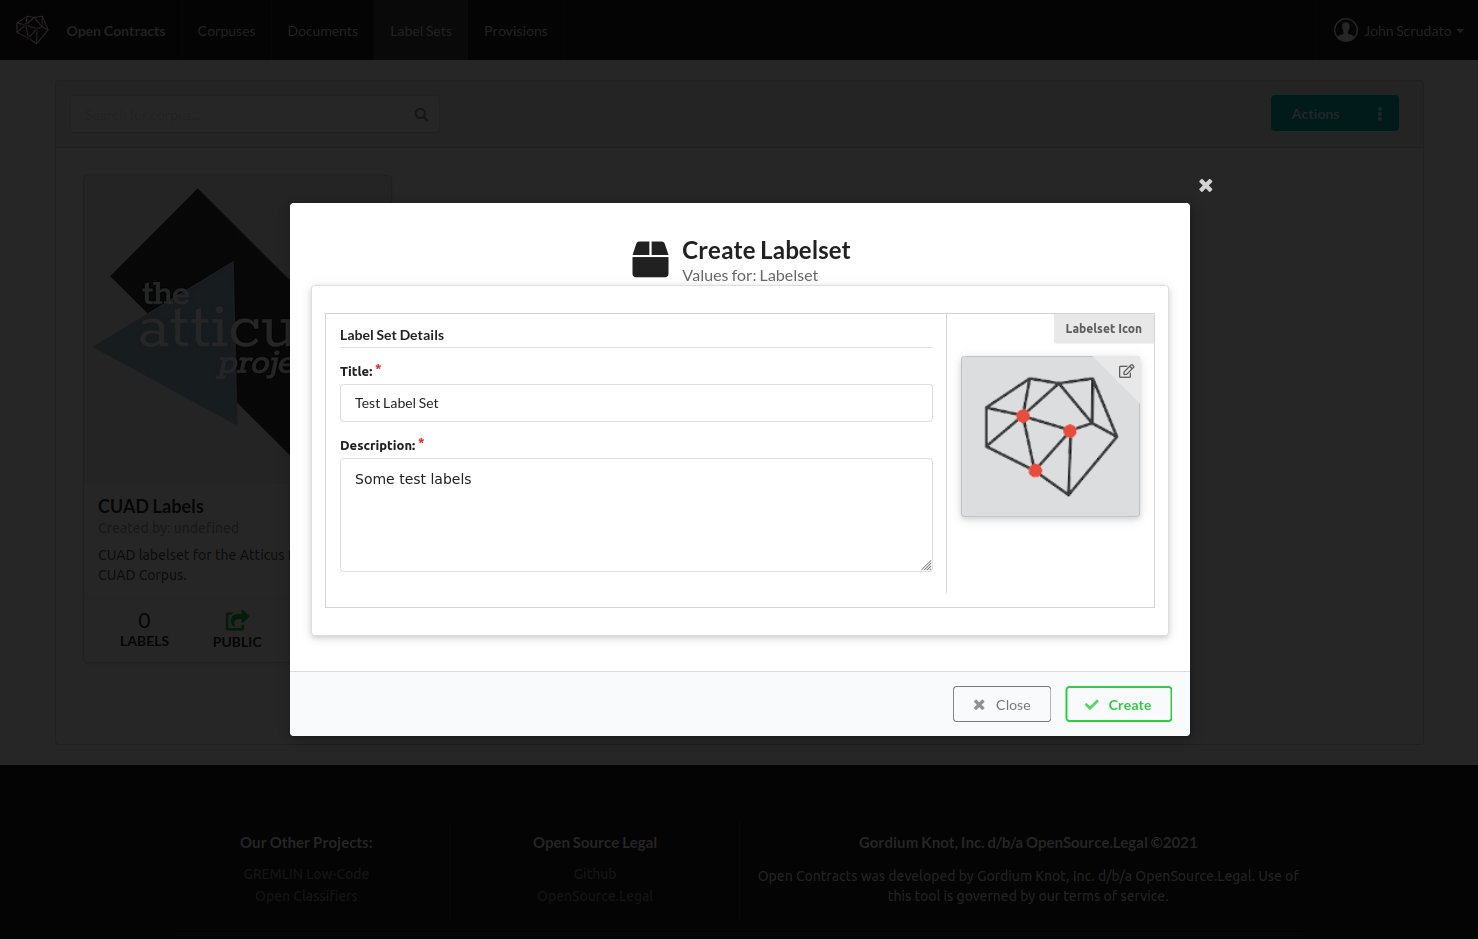 Open Contracts
Corpuses
Documents
Label Sets
Provisions
John Scrudato
Search for corpus...
Actions
the
atticu
proje
CUAD Labels
Created by: undefined
CUAD labelset for the Atticus
CUAD Corpus.
0
LABELS
PUBLIC
Create Labelset
Values for: Labelset
Label Set Details
Title: *
Test Label Set
Description: *
Some test labels
Labelset Icon
Close
Create
Our Other Projects:
GREMLIN Low-Code
Open Classifiers
Open Source Legal
Github
OpenSource.Legal
Gordium Knot, Inc. d/b/a OpenSource.Legal ©2021
Open Contracts was developed by Gordium Knot, Inc. d/b/a OpenSource.Legal. Use of
this tool is governed by our terms of service.